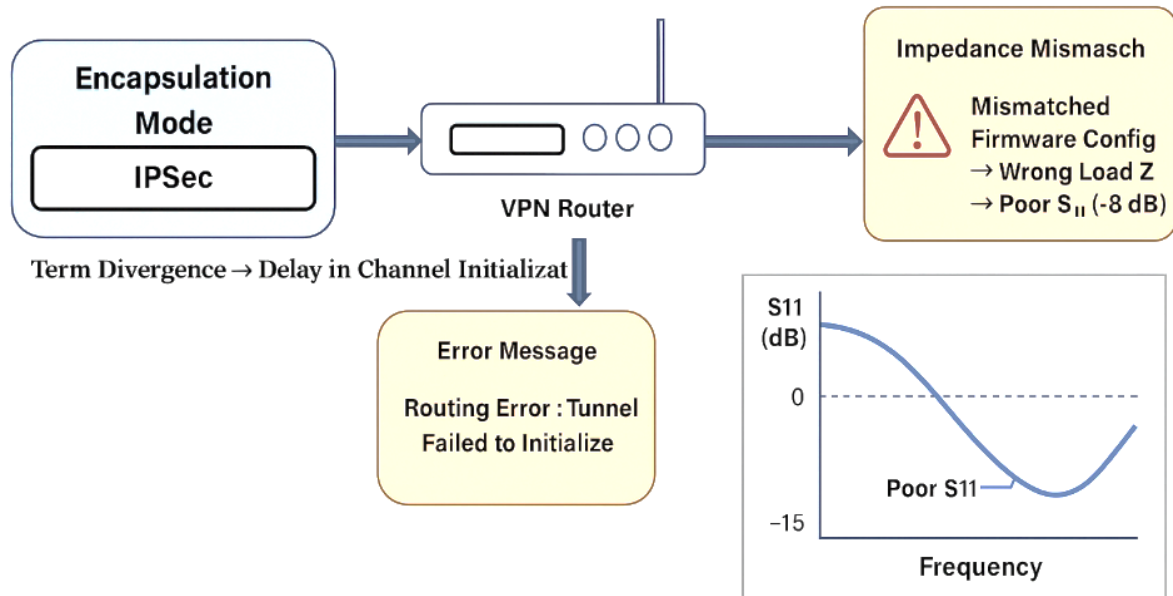 Encapsulation
Mode
IPSec
VPN Router
Impedance Mismasch
Mismatched
Firmware Config
→ Wrong Load Z
→ Poor S₁₁ (-8 dB)
Term Divergence → Delay in Channel Initializat
Error Message
Routing Error : Tunnel
Failed to Initialize
S11
(dB)
0
Poor S11
−15
Frequency